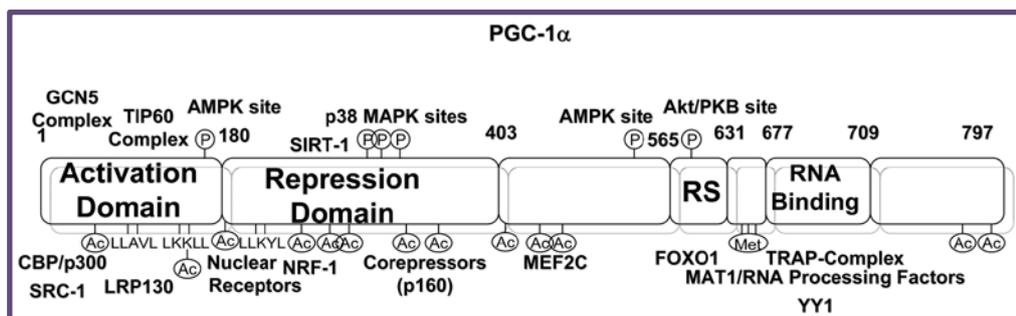 PGC-1α
GCN5
Complex
1
TIP60
Complex
AMPK site
P
180
SIRT-1
p38 MAPK sites
P P P
403
AMPK site
P
565
Akt/PKB site
P
631
677
709
797
Activation
Domain
Repression
Domain
RS
RNA
Binding
Ac LLAVL LKKLL Ac LLKYL Ac Ac Ac Ac Ac Ac Ac Ac Met Ac Ac
Ac
CBP/p300
SRC-1
LRP130
Nuclear
Receptors
NRF-1
Corepressors
(p160)
MEF2C
FOXO1
TRAP-Complex
MAT1/RNA Processing Factors
YY1